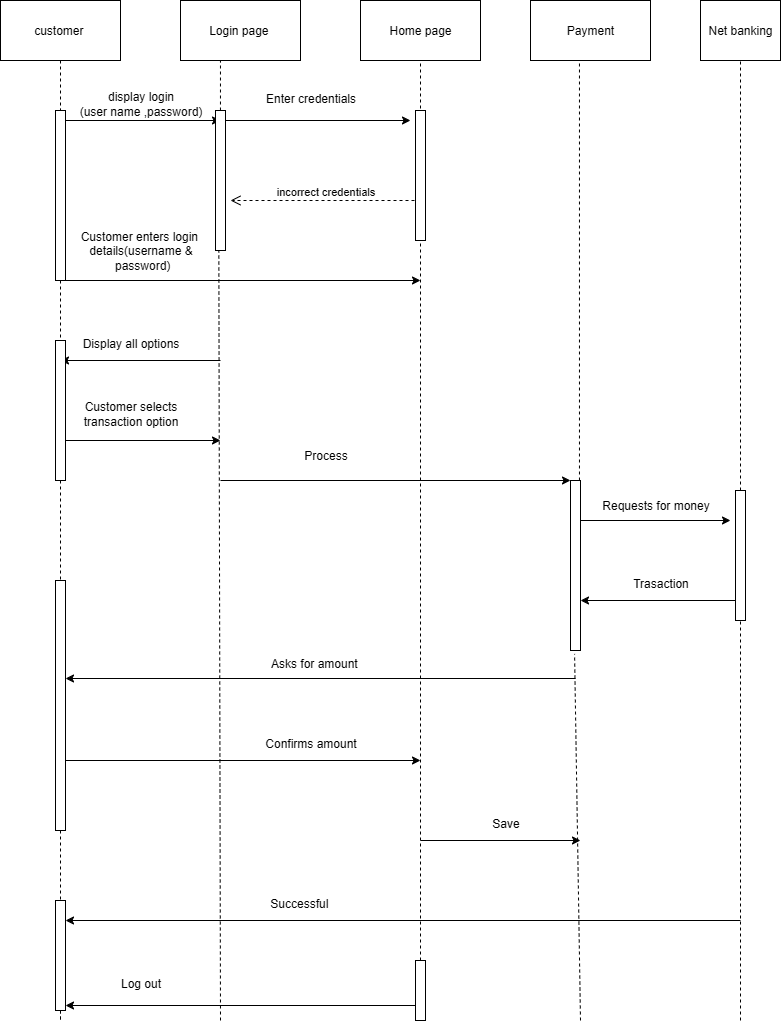 customer
Login page
Home page
Payment
Net banking
display login
(user name ,password)
Enter credentials
incorrect credentials
Customer enters login
details(username &
password)
Display all options
Customer selects
transaction option
Process
Requests for money
Trasaction
Asks for amount
Confirms amount
Save
Successful
Log out